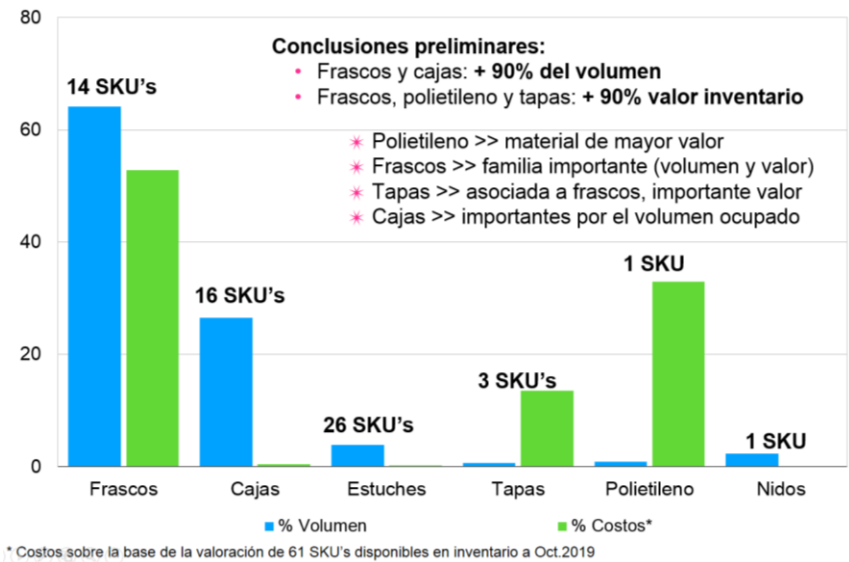 80
Conclusiones preliminares:
• Frascos y cajas: + 90% del volumen
• Frascos, polietileno y tapas: + 90% valor inventario
14 SKU's
60
✴ Polietileno >> material de mayor valor
✴ Frascos >> familia importante (volumen y valor)
✴ Tapas >> asociada a frascos, importante valor
✴ Cajas >> importantes por el volumen ocupado
40
1 SKU
16 SKU's
20
3 SKU's
26 SKU's
1 SKU
0
Frascos Cajas Estuches Tapas Polietileno Nidos
% Volumen % Costos*
* Costos sobre la base de la valoración de 61 SKU's disponibles en inventario a Oct.2019